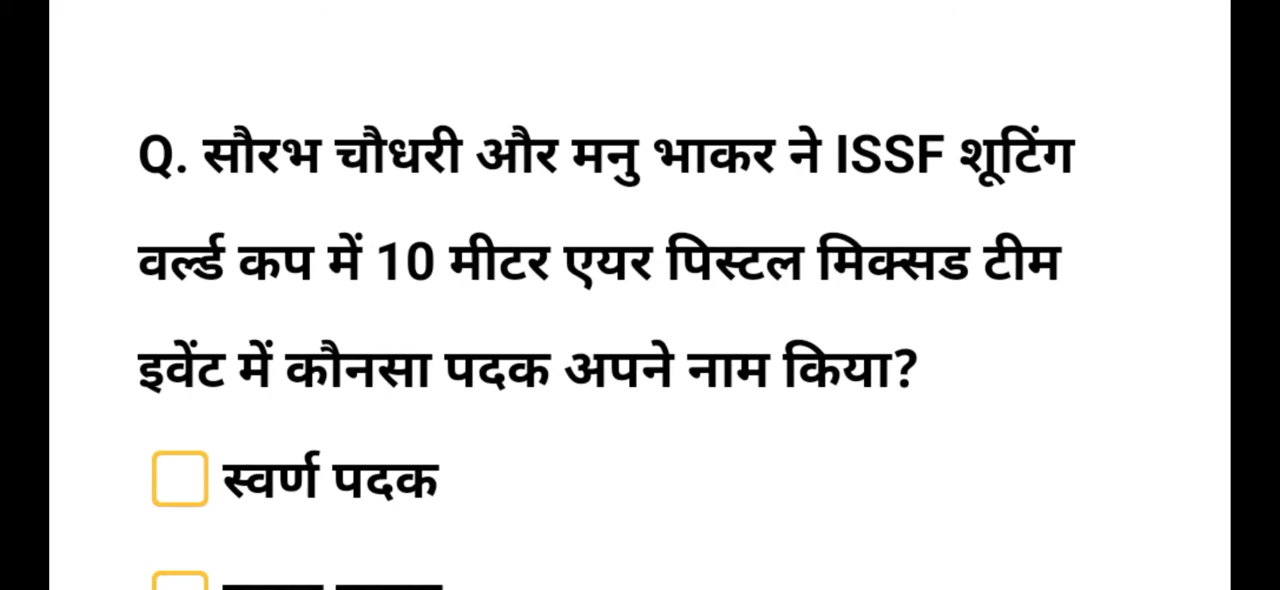 Q. सौरभ चौधरी और मनु भाकर ने ISSF शूटिंग
वर्ल्ड कप में 10 मीटर एयर पिस्टल मिक्सड टीम
इवेंट में कौनसा पदक अपने नाम किया?
स्वर्ण पदक